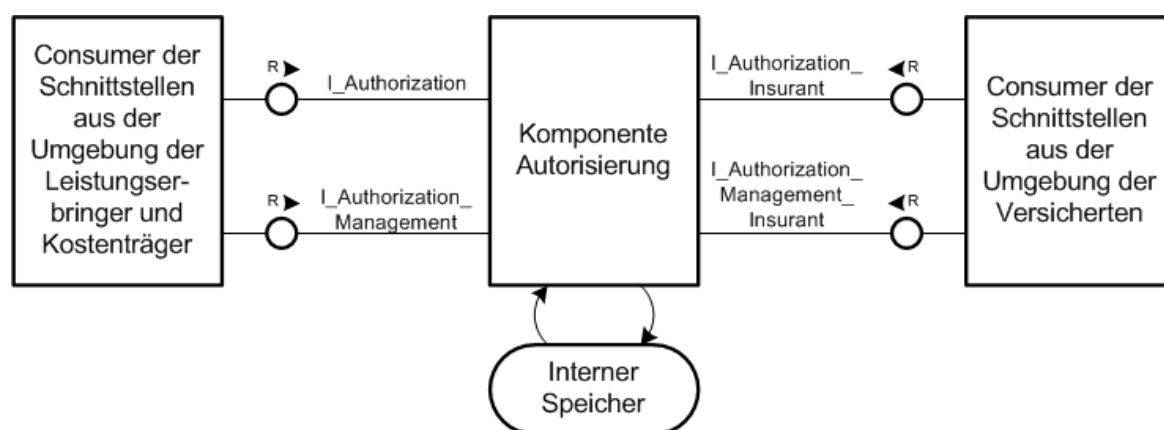 Consumer der
Schnittstellen
aus der
Umgebung der
Leistungser-
bringer und
Kostenträger
R
I_Authorization
R
I_Authorization_
Management
Komponente
Autorisierung
I_Authorization_
Insurant
R
I_Authorization_
Management_
Insurant
R
Consumer der
Schnittstellen
aus der
Umgebung der
Versicherten
Interner
Speicher